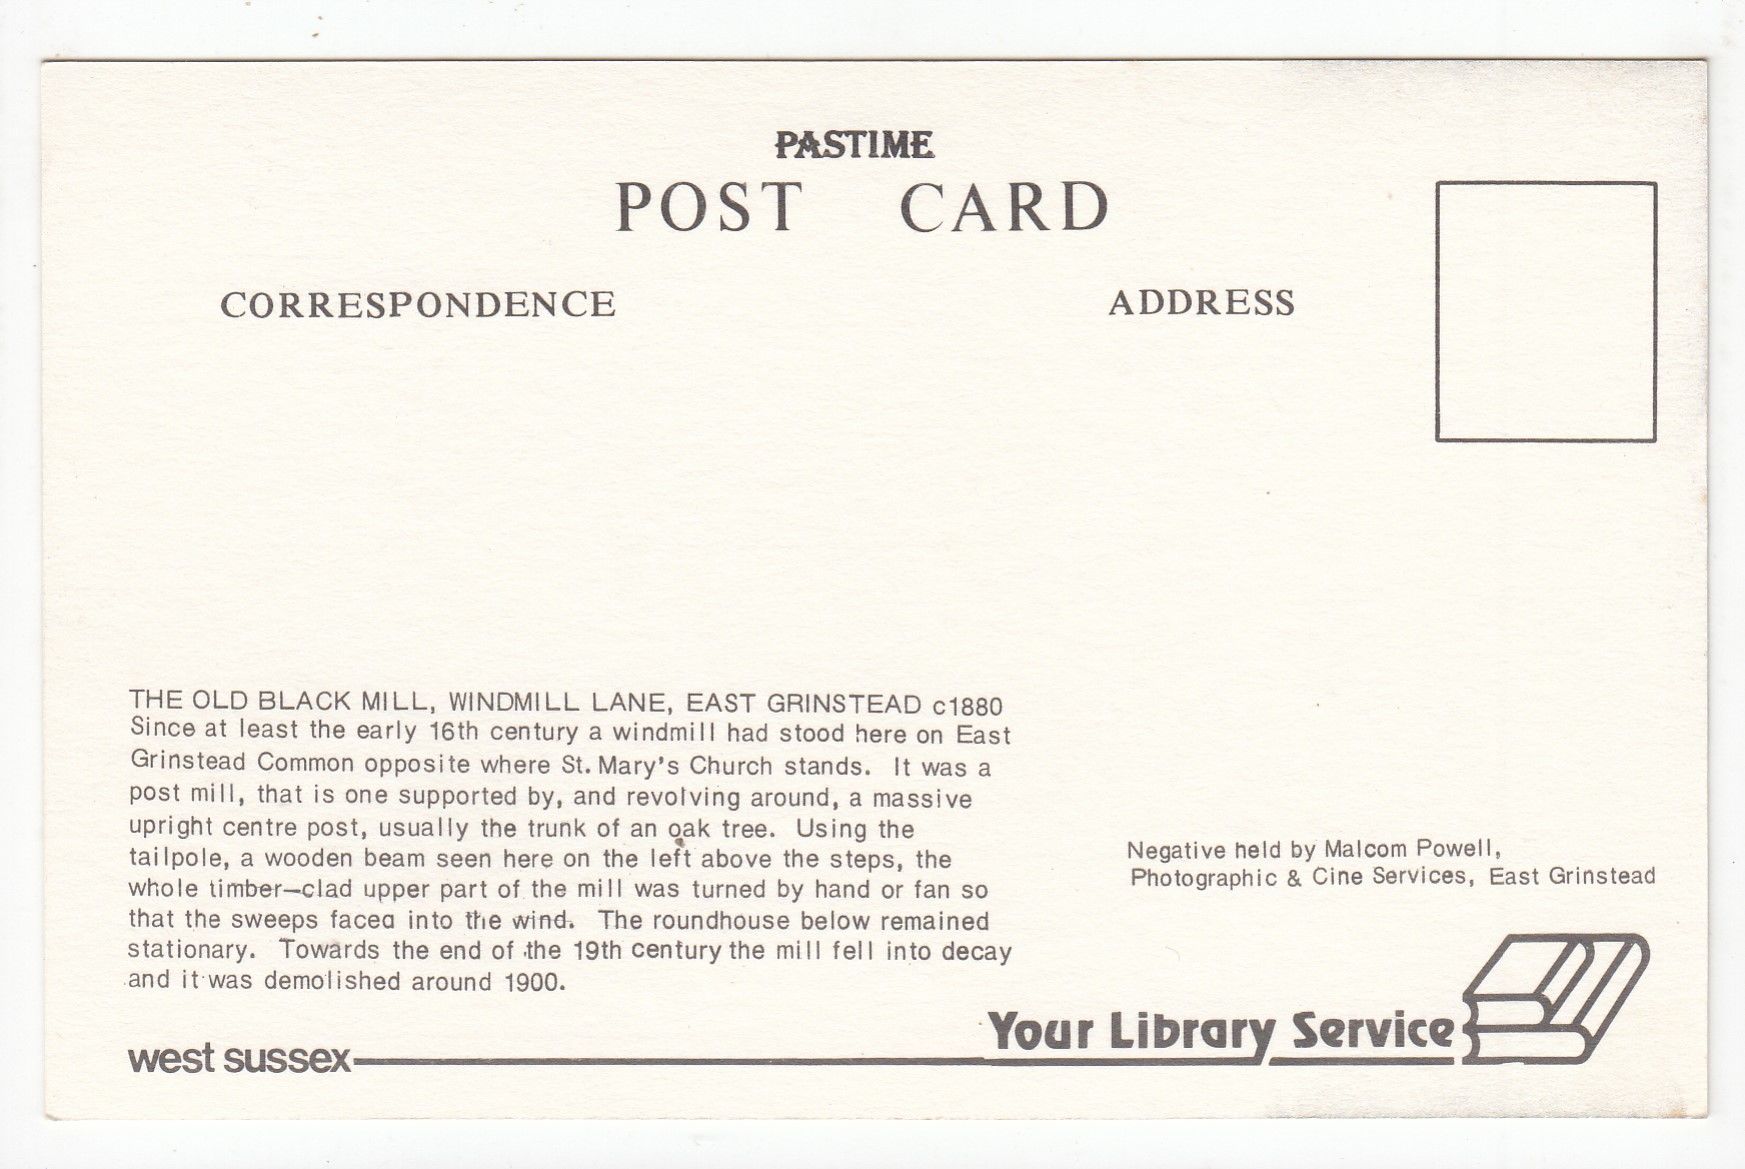 PASTIME
POST CARD
CORRESPONDENCE
ADDRESS
THE OLD BLACK MILL, WINDMILL LANE, EAST GRINSTEAD c1880
Since at least the early 16th century a windmill had stood here on East
Grinstead Common opposite where St. Mary's Church stands. It was a
post mill, that is one supported by, and revolving around, a massive
upright centre post, usually the trunk of an oak tree. Using the
tailpole, a wooden beam seen here on the left above the steps, the
whole timber—clad upper part of the mill was turned by hand or fan so
that the sweeps faced into the wind. The roundhouse below remained
stationary. Towards the end of the 19th century the mill fell into decay
and it was demolished around 1900.
Negative held by Malcom Powell,
Photographic & Cine Services, East Grinstead
Your Library Service
west sussex